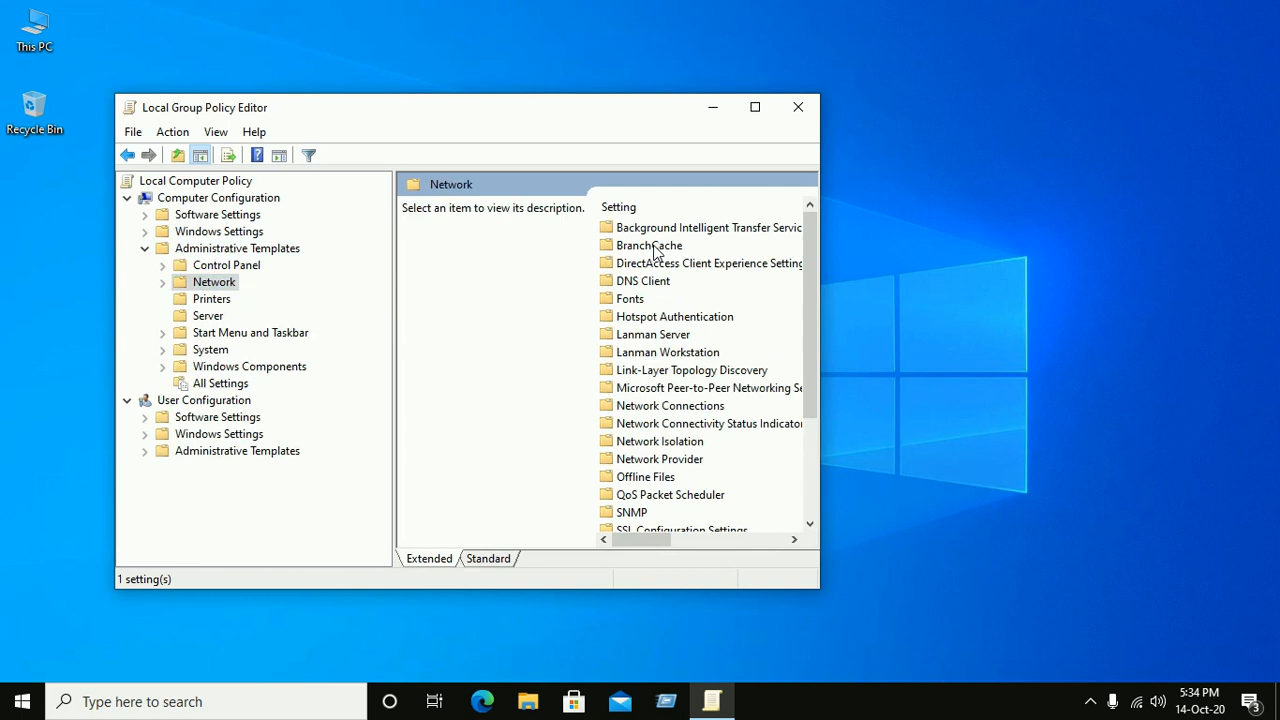 This PC
Recycle Bin
Local Group Policy Editor
File Action View Help
Local Computer Policy
Computer Configuration
Software Settings
Windows Settings
Administrative Templates
Control Panel
Network
Printers
Server
Start Menu and Taskbar
System
Windows Components
All Settings
User Configuration
Software Settings
Windows Settings
Administrative Templates
Network
Select an item to view its description.
Setting
Background Intelligent Transfer Servic
BranchCache
DirectAccess Client Experience Setting
DNS Client
Fonts
Hotspot Authentication
Lanman Server
Lanman Workstation
Link-Layer Topology Discovery
Microsoft Peer-to-Peer Networking Se
Network Connections
Network Connectivity Status Indicator
Network Isolation
Network Provider
Offline Files
QoS Packet Scheduler
SNMP
SSL Configuration Settings
Extended Standard
1 setting(s)
Type here to search
5:34 PM
14-Oct-20
3